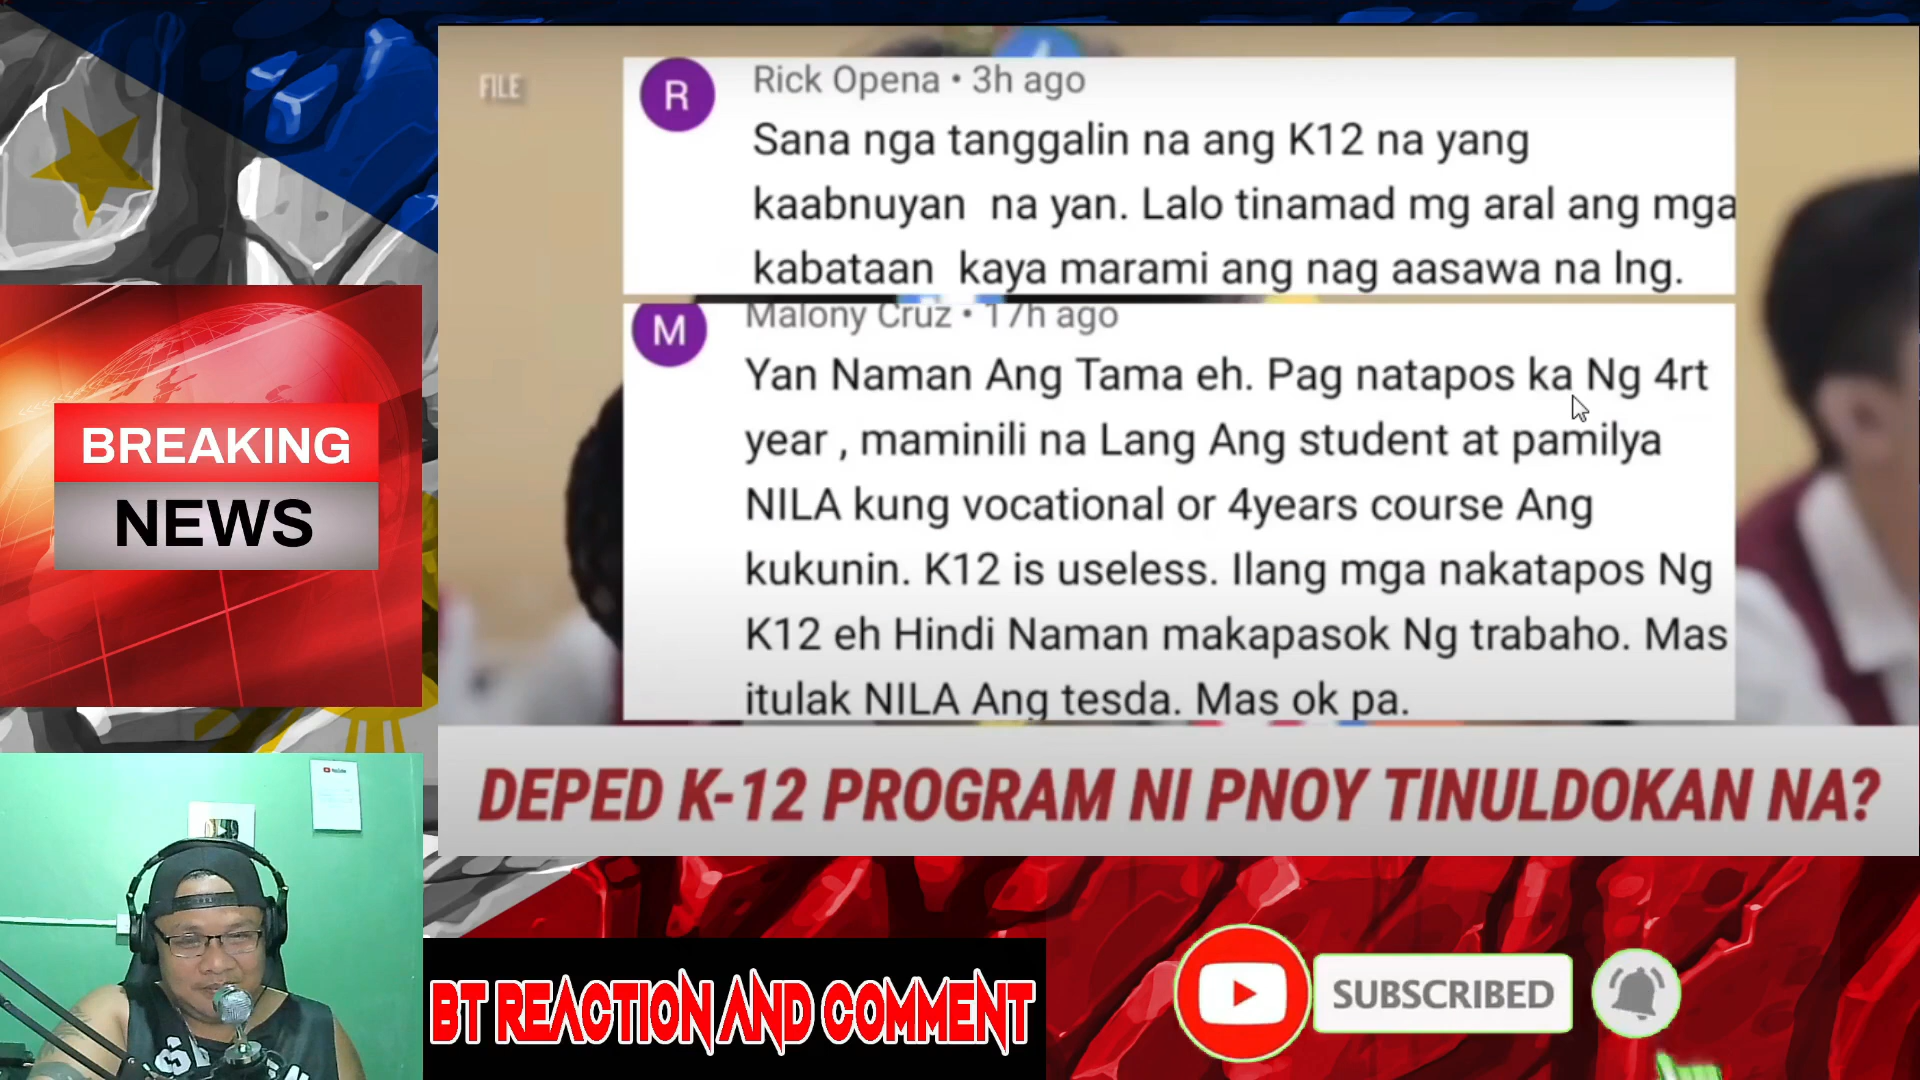 FILE
R
Rick Opena • 3h ago
Sana nga tanggalin na ang K12 na yang
kaabnuyan na yan. Lalo tinamad mg aral ang mga
kabataan kaya marami ang nag aasawa na lng.
M
Malony Cruz • 17h ago
Yan Naman Ang Tama eh. Pag natapos ka Ng 4rt
year , maminili na Lang Ang student at pamilya
NILA kung vocational or 4years course Ang
kukunin. K12 is useless. Ilang mga nakatapos Ng
K12 eh Hindi Naman makapasok Ng trabaho. Mas
itulak NILA Ang tesda. Mas ok pa.
BREAKING
NEWS
DEPED K-12 PROGRAM NI PNOY TINULDOKAN NA?
BT REACTION AND COMMENT
SUBSCRIBED